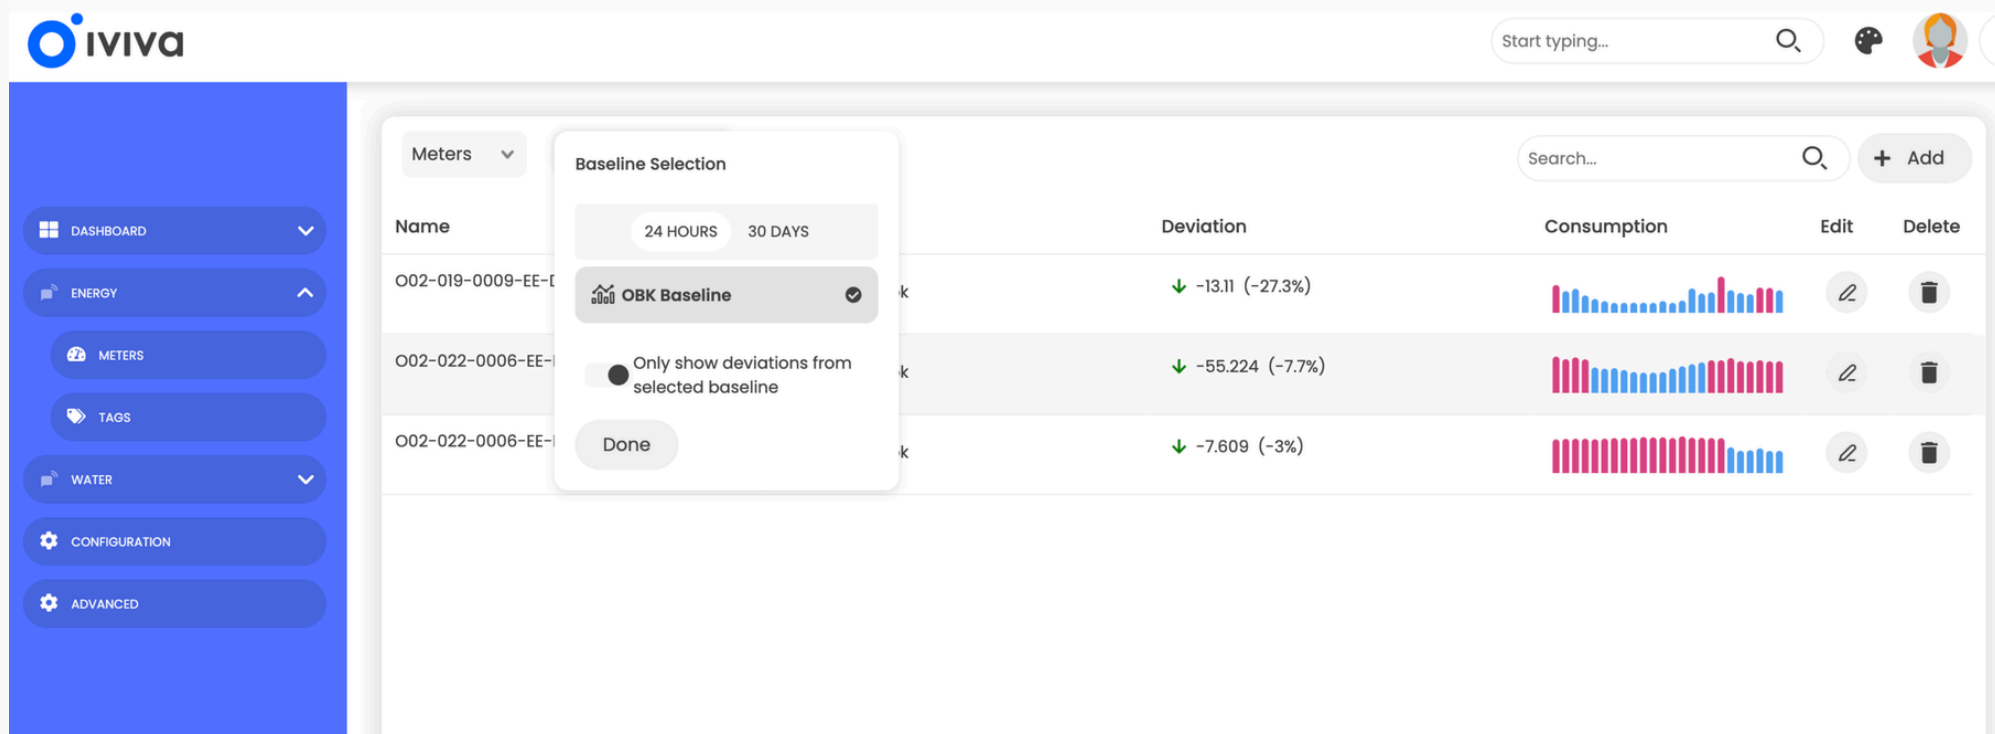 iviva
Start typing...
Meters
Baseline Selection
Search...
+ Add
24 HOURS 30 DAYS
Name Deviation Consumption Edit Delete
OBK Baseline
O02-019-0009-EE- -13.11 (-27.3%)
O02-022-0006-EE- -55.224 (-7.7%)
Only show deviations from
selected baseline
O02-022-0006-EE- -7.609 (-3%)
Done
DASHBOARD
ENERGY
METERS
TAGS
WATER
CONFIGURATION
ADVANCED